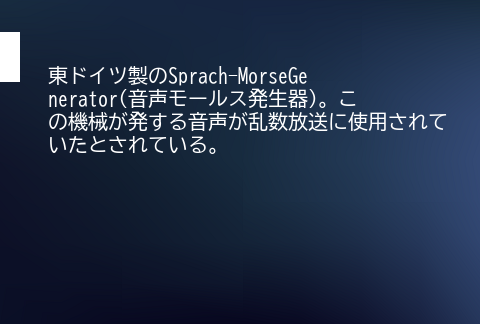 東ドイツ製のSprach-MorseGe
nerator(音声モールス発生器)。こ
の機械が発する音声が乱数放送に使用されて
いたとされている。